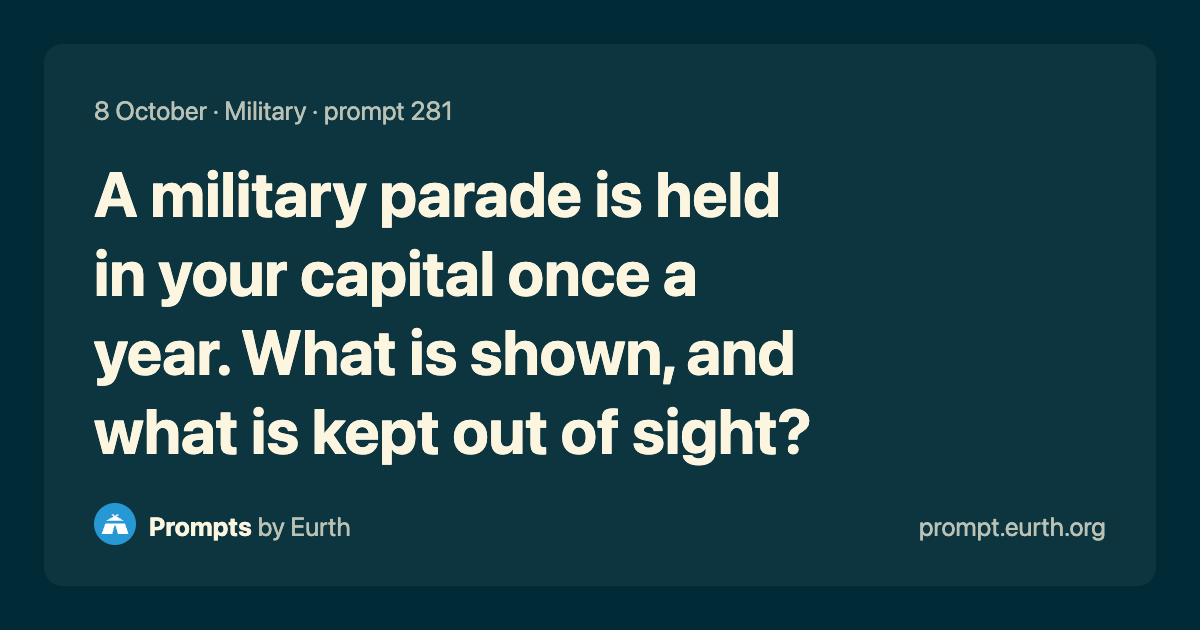 8 October · Military · prompt 281
A military parade is held
in your capital once a
year. What is shown, and
what is kept out of sight?
Prompts by Eurth
prompt.eurth.org